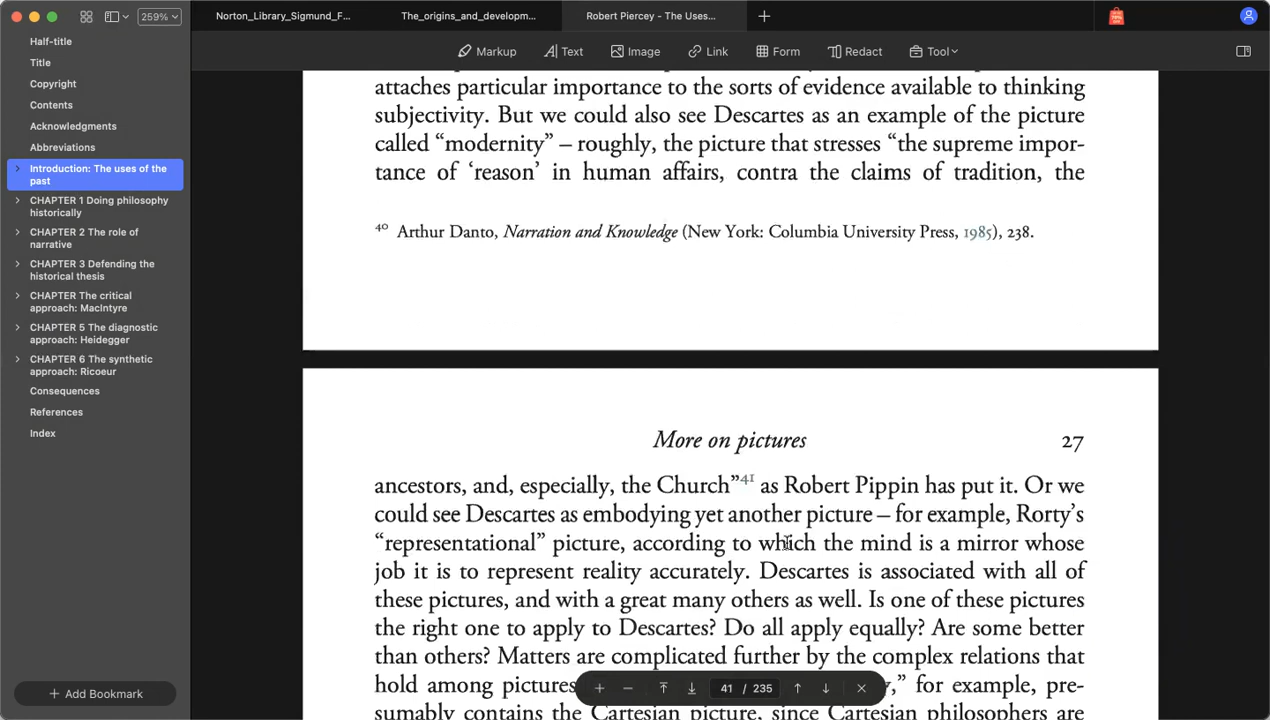 259%
Norton_Library_Sigmund_F...
The_origins_and_developm...
Robert Piercey - The Uses...
Markup
Text
Image
Link
Form
Redact
Tool
Half-title
Title
Copyright
Contents
Acknowledgments
Abbreviations
Introduction: The uses of the
past
CHAPTER 1 Doing philosophy
historically
CHAPTER 2 The role of
narrative
CHAPTER 3 Defending the
historical thesis
CHAPTER The critical
approach: MacIntyre
CHAPTER 5 The diagnostic
approach: Heidegger
CHAPTER 6 The synthetic
approach: Ricoeur
Consequences
References
Index
Add Bookmark
attaches particular importance to the sorts of evidence available to thinking
subjectivity. But we could also see Descartes as an example of the picture
called “modernity” – roughly, the picture that stresses “the supreme impor-
tance of ‘reason’ in human affairs, contra the claims of tradition, the
40 Arthur Danto, Narration and Knowledge (New York: Columbia University Press, 1985), 238.
More on pictures 27
ancestors, and, especially, the Church”41 as Robert Pippin has put it. Or we
could see Descartes as embodying yet another picture – for example, Rorty’s
“representational” picture, according to which the mind is a mirror whose
job it is to represent reality accurately. Descartes is associated with all of
these pictures, and with a great many others as well. Is one of these pictures
the right one to apply to Descartes? Do all apply equally? Are some better
than others? Matters are complicated further by the complex relations that
hold among pictures ,” for example, pre-
sumably contains the Cartesian picture, since Cartesian philosophers are
41 / 235